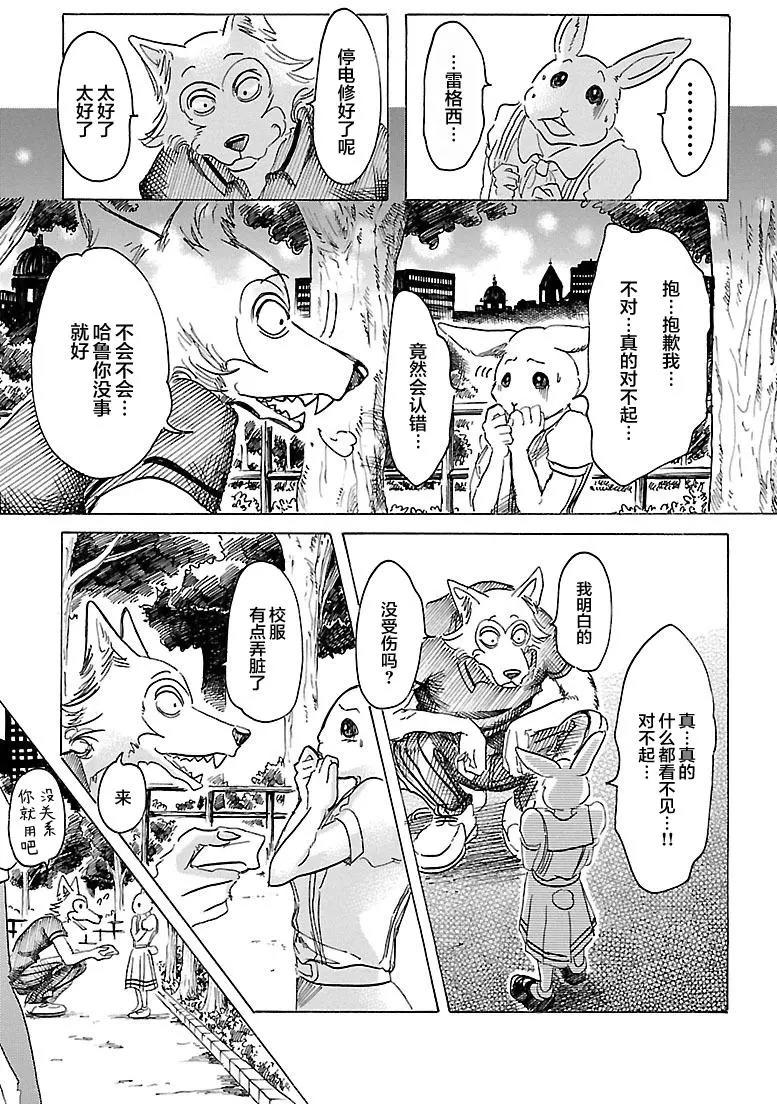 ………
…雷格西…
停电修好了呢
太好了
太好了
抱…抱歉我…
不对…真的对不起…
竟然会认错…
不会不会…
哈鲁你没事
就好
真…真的
什么都看不见…!!
对不起…
我明白的
没受伤吗？
校服
有点弄脏了
来
没关系
你就用吧